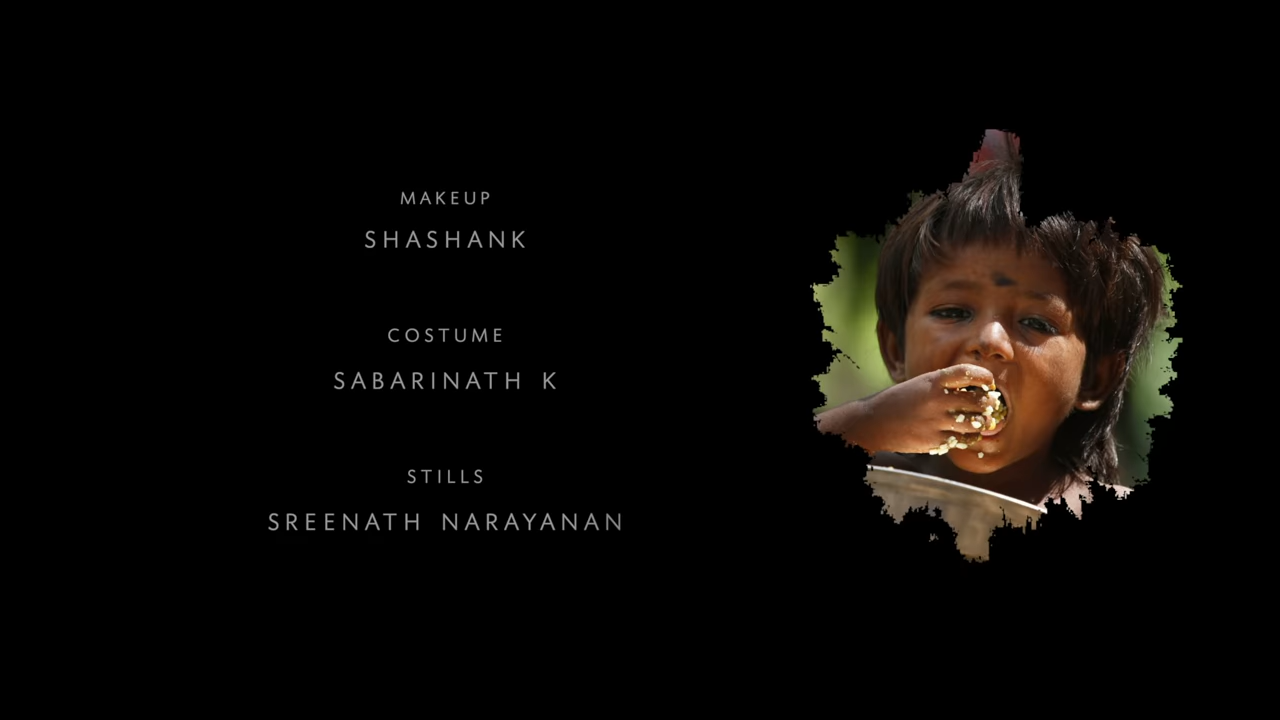 MAKEUP
SHASHANK
COSTUME
SABARINATH K
STILLS
SREENATH NARAYANAN